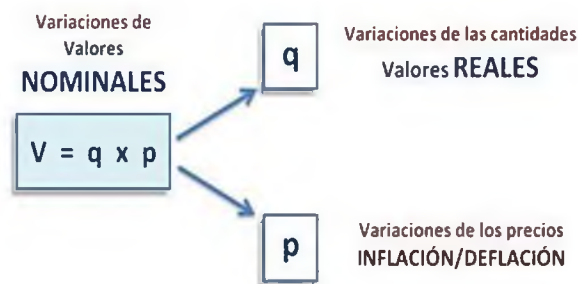 Variaciones de
Valores
NOMINALES
V = q x p
q
Variaciones de las cantidades
Valores REALES
p
Variaciones de los precios
INFLACIÓN/DEFLACIÓN